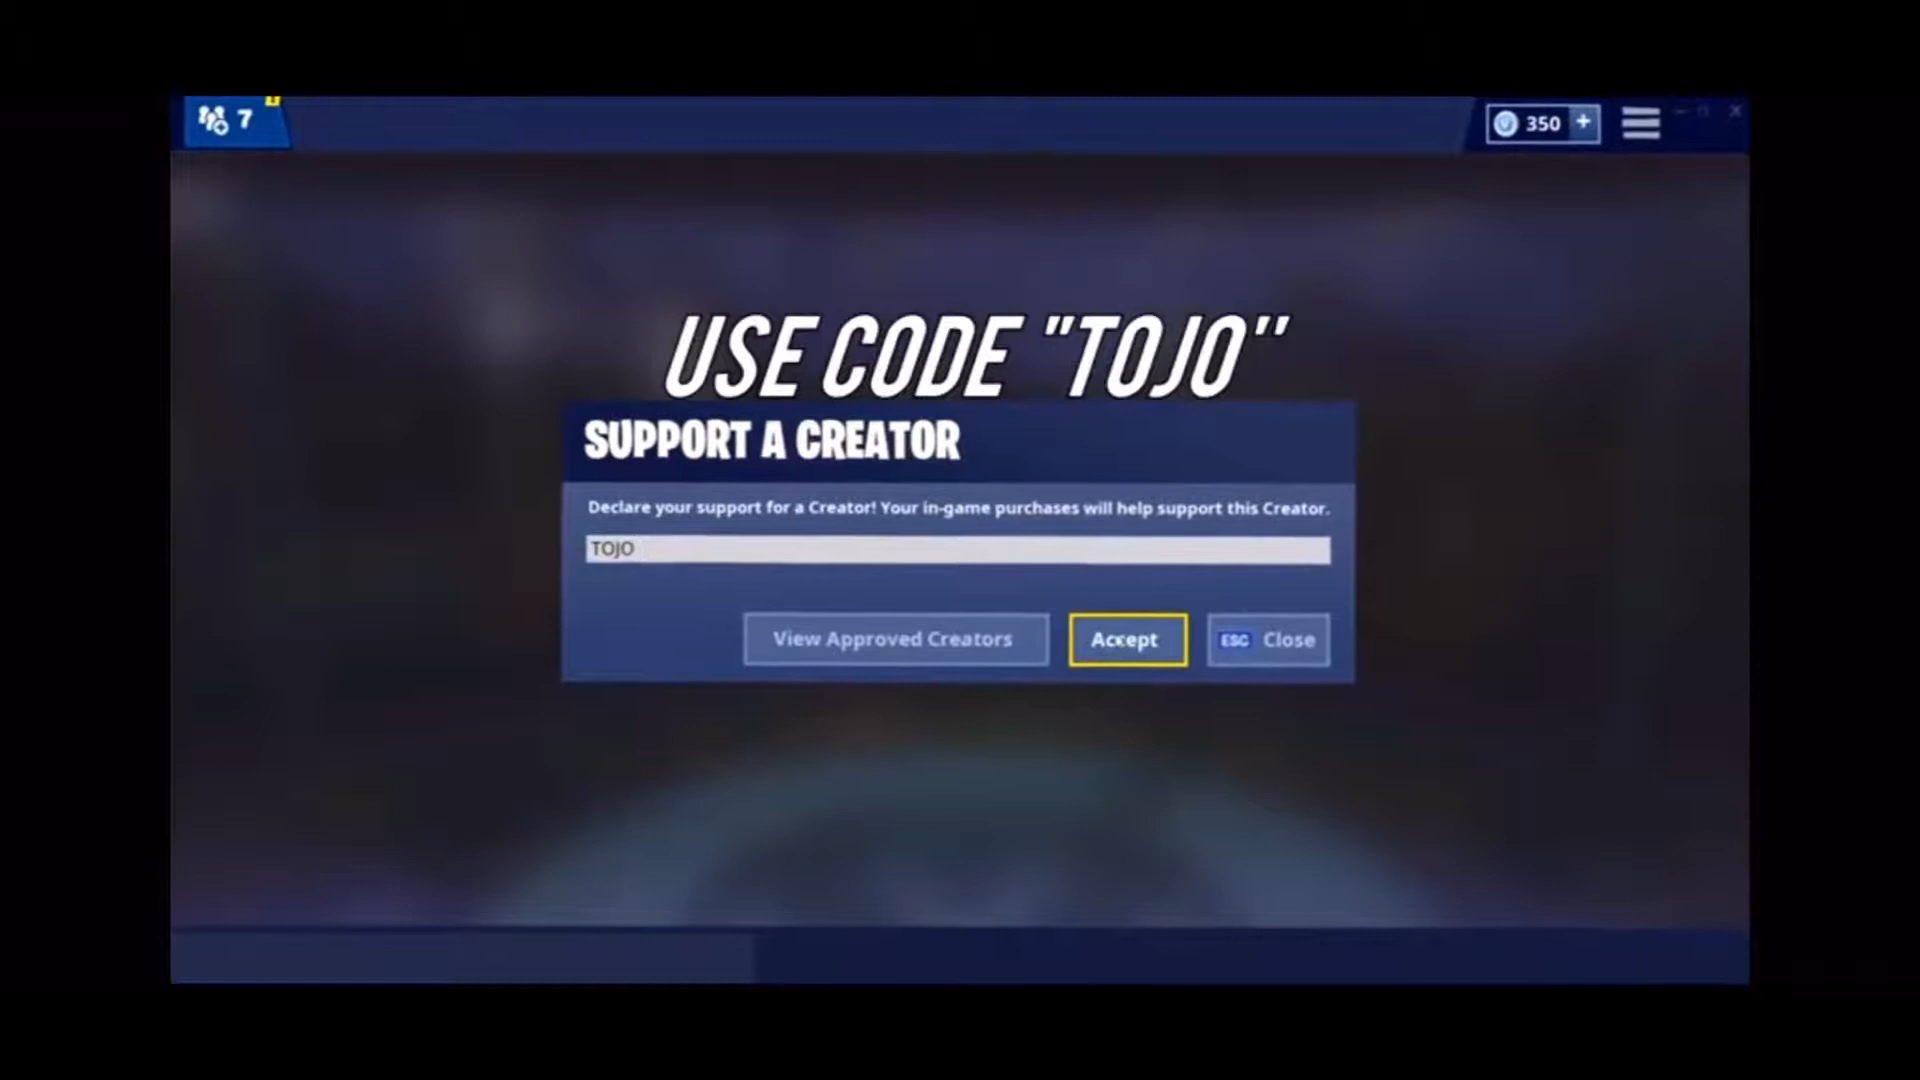 7
350 +
USE CODE "TOJO"
SUPPORT A CREATOR
Declare your support for a Creator! Your in-game purchases will help support this Creator.
TOJO
View Approved Creators
Accept
ESC Close